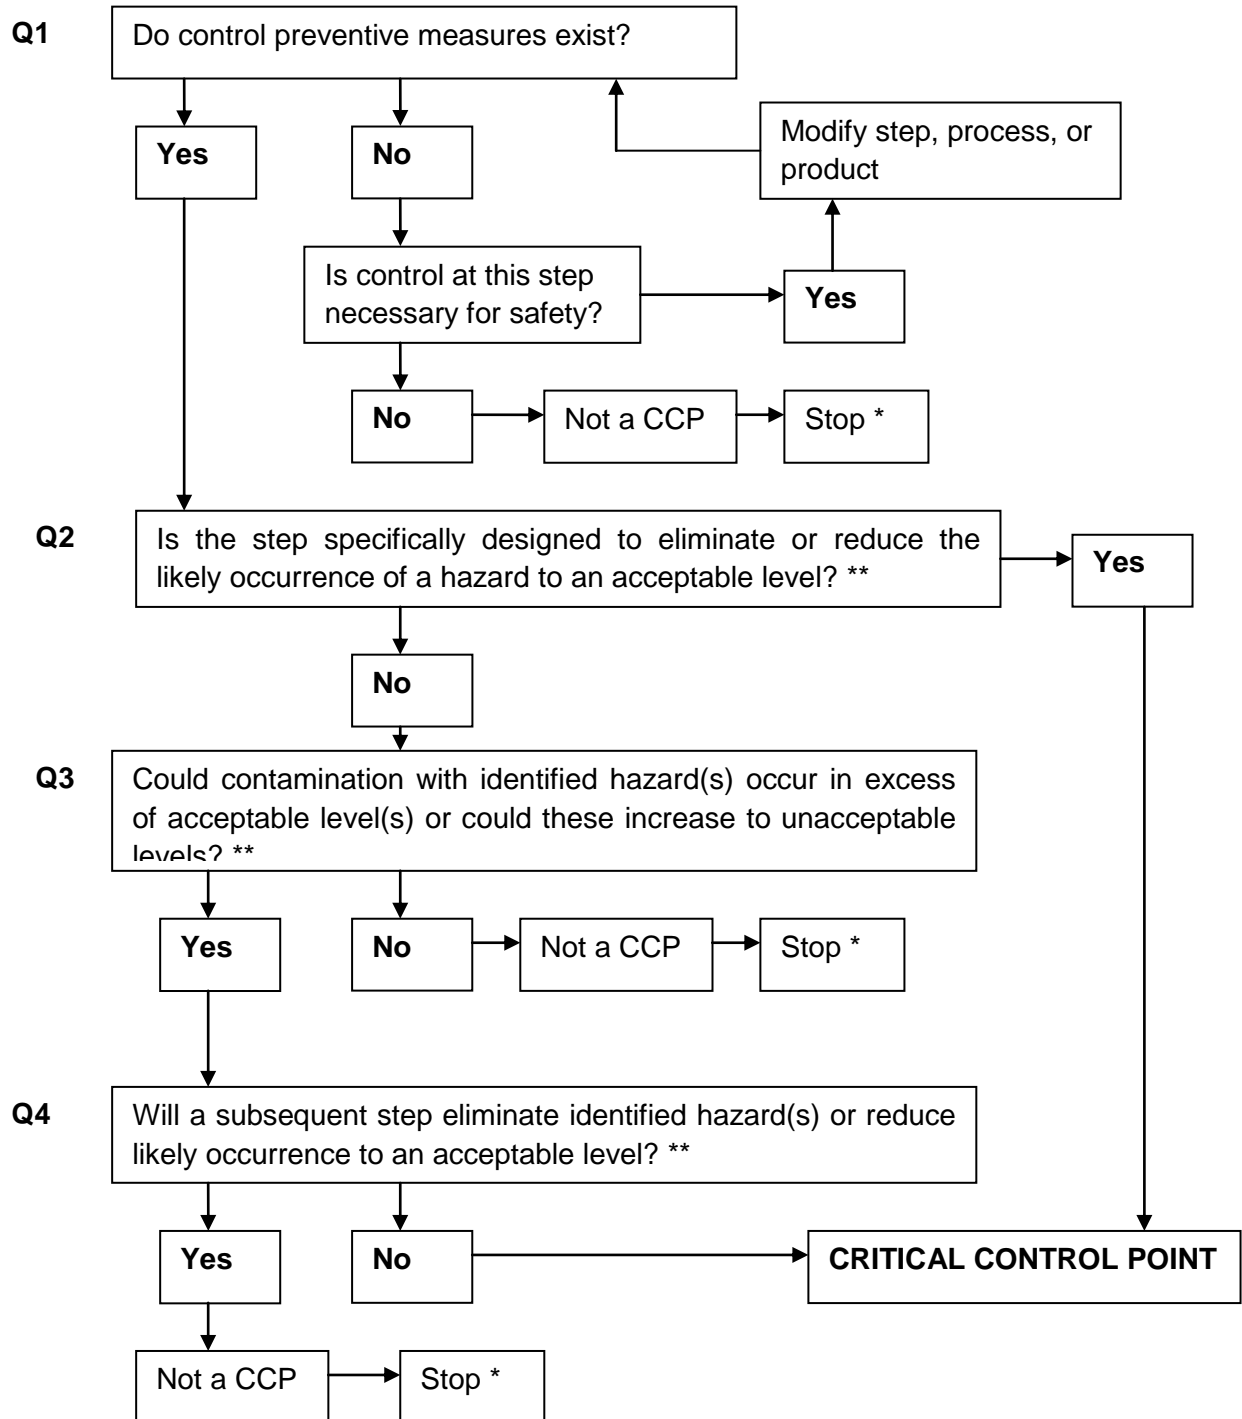 Q1
Do control preventive measures exist?
Modify step, process, or
product
Yes
No
Is control at this step
necessary for safety?
Yes
No
Not a CCP
Stop *
Q2
Is the step specifically designed to eliminate or reduce the
likely occurrence of a hazard to an acceptable level? **
Yes
No
Q3
Could contamination with identified hazard(s) occur in excess
of acceptable level(s) or could these increase to unacceptable
levels? **
Yes
No
Not a CCP
Stop *
Q4
Will a subsequent step eliminate identified hazard(s) or reduce
likely occurrence to an acceptable level? **
Yes
No
CRITICAL CONTROL POINT
Not a CCP
Stop *